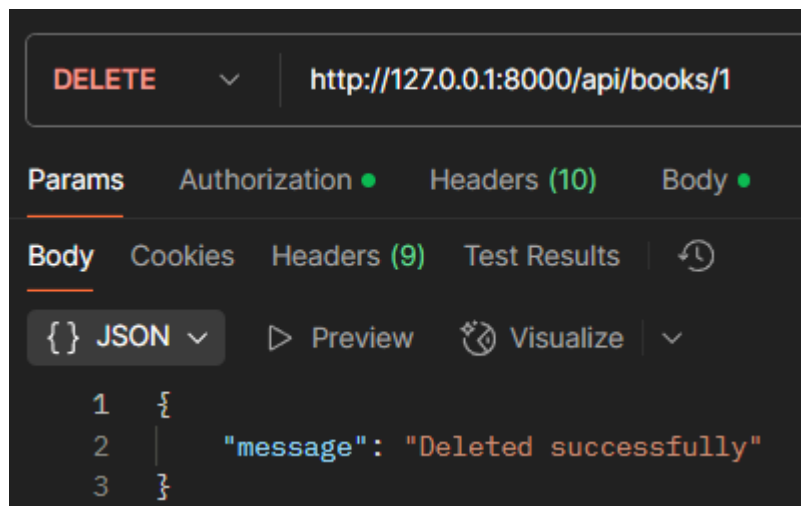 DELETE http://127.0.0.1:8000/api/books/1
Params Authorization Headers (10) Body
Body Cookies Headers (9) Test Results
{} JSON Preview Visualize
1 {
2 "message": "Deleted successfully"
3 }